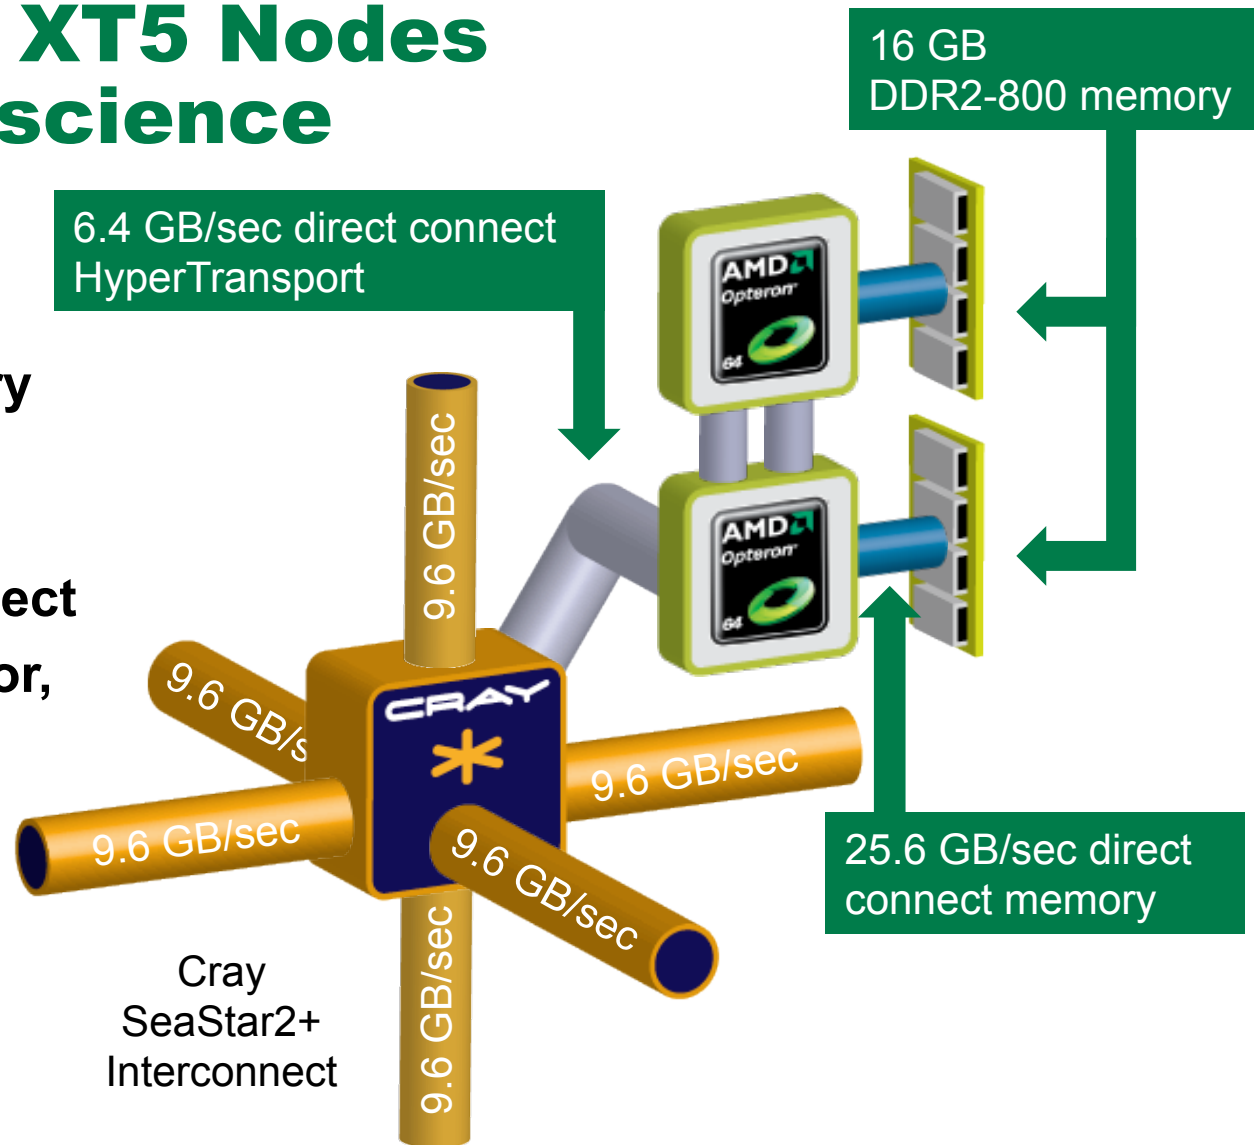 XT5 Nodes
science
16 GB
DDR2-800 memory
6.4 GB/sec direct connect
HyperTransport
AMD
Opteron
64
ry
9.6 GB/sec
AMD
Opteron
64
ect
or,
9.6 GB/s
CRAY
9.6 GB/sec
9.6 GB/sec
9.6 GB/sec
25.6 GB/sec direct
connect memory
9.6 GB/sec
Cray
SeaStar2+
Interconnect